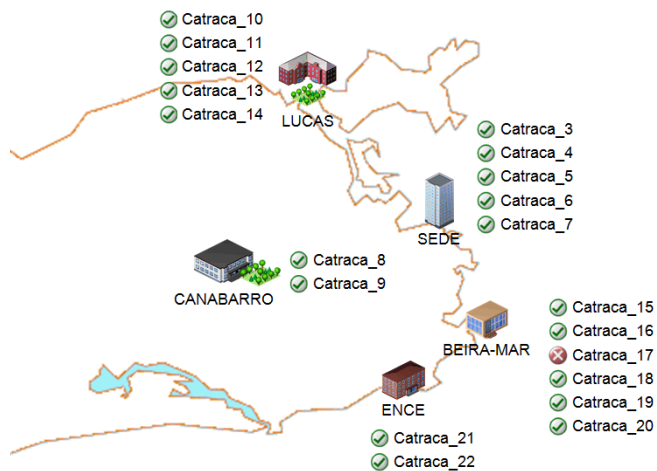 Catraca_10
Catraca_11
Catraca_12
Catraca_13
Catraca_14
LUCAS
Catraca_3
Catraca_4
Catraca_5
Catraca_6
Catraca_7
SEDE
Catraca_8
Catraca_9
CANABARRO
Catraca_15
Catraca_16
Catraca_17
Catraca_18
Catraca_19
Catraca_20
BEIRA-MAR
ENCE
Catraca_21
Catraca_22